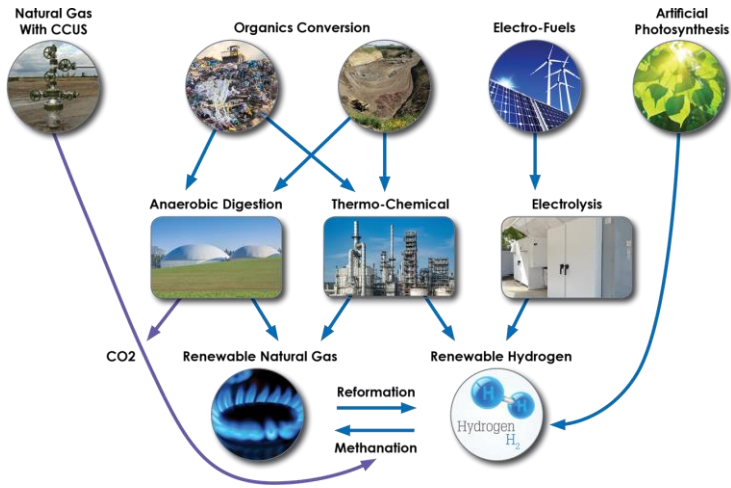 Natural Gas
With CCUS
Organics Conversion
Electro-Fuels
Artificial
Photosynthesis
Anaerobic Digestion
Thermo-Chemical
Electrolysis
CO2
Renewable Natural Gas
Renewable Hydrogen
Reformation
Methanation
H
H
Hydrogen
H2